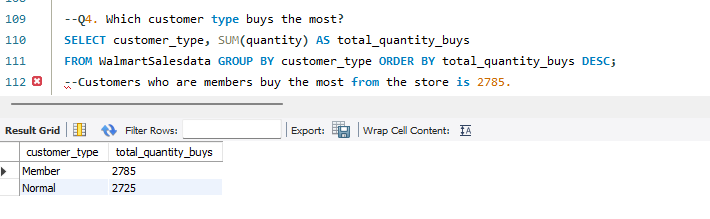 109 --Q4. Which customer type buys the most?
110 SELECT customer_type, SUM(quantity) AS total_quantity_buys
111 FROM WalmartSalesdata GROUP BY customer_type ORDER BY total_quantity_buys DESC;
112 --Customers who are members buy the most from the store is 2785.
Result Grid Filter Rows: Export: Wrap Cell Content:
customer_type total_quantity_buys
Member 2785
Normal 2725